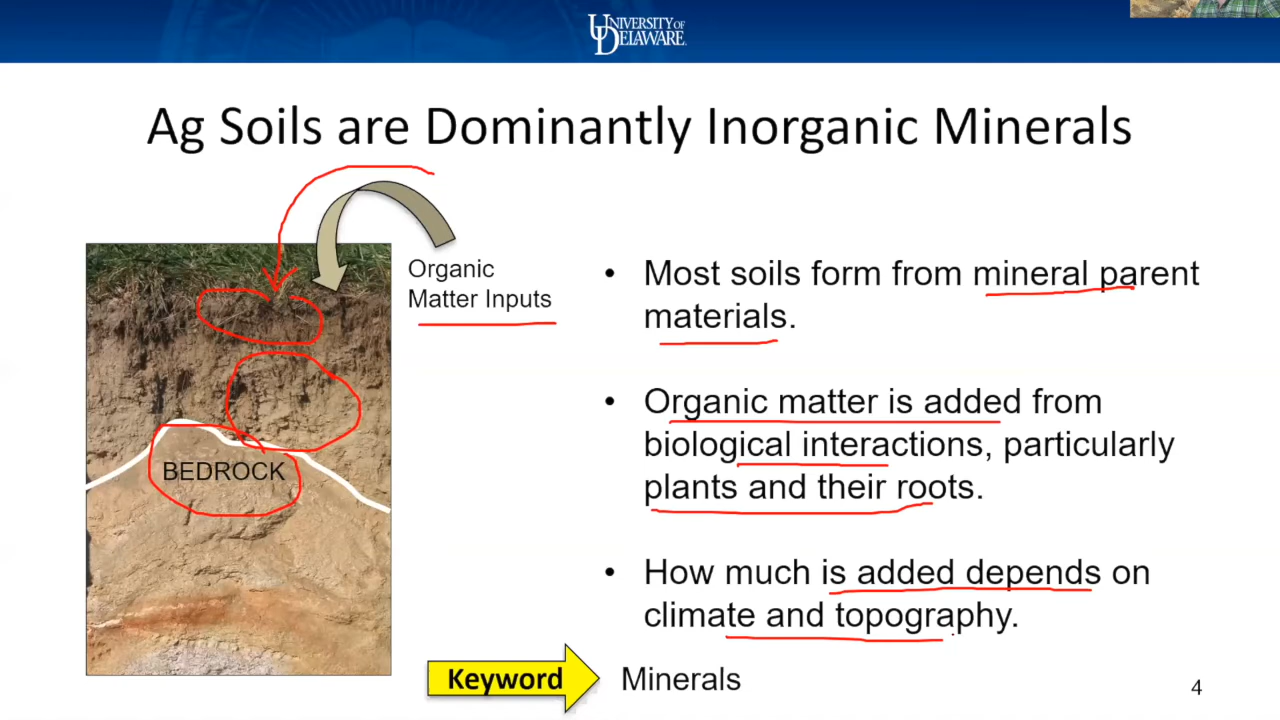 UNIVERSITY OF
DELAWARE.
Ag Soils are Dominantly Inorganic Minerals
Organic
Matter Inputs
BEDROCK
• Most soils form from mineral parent
materials.
• Organic matter is added from
biological interactions, particularly
plants and their roots.
• How much is added depends on
climate and topography.
Keyword
Minerals
4